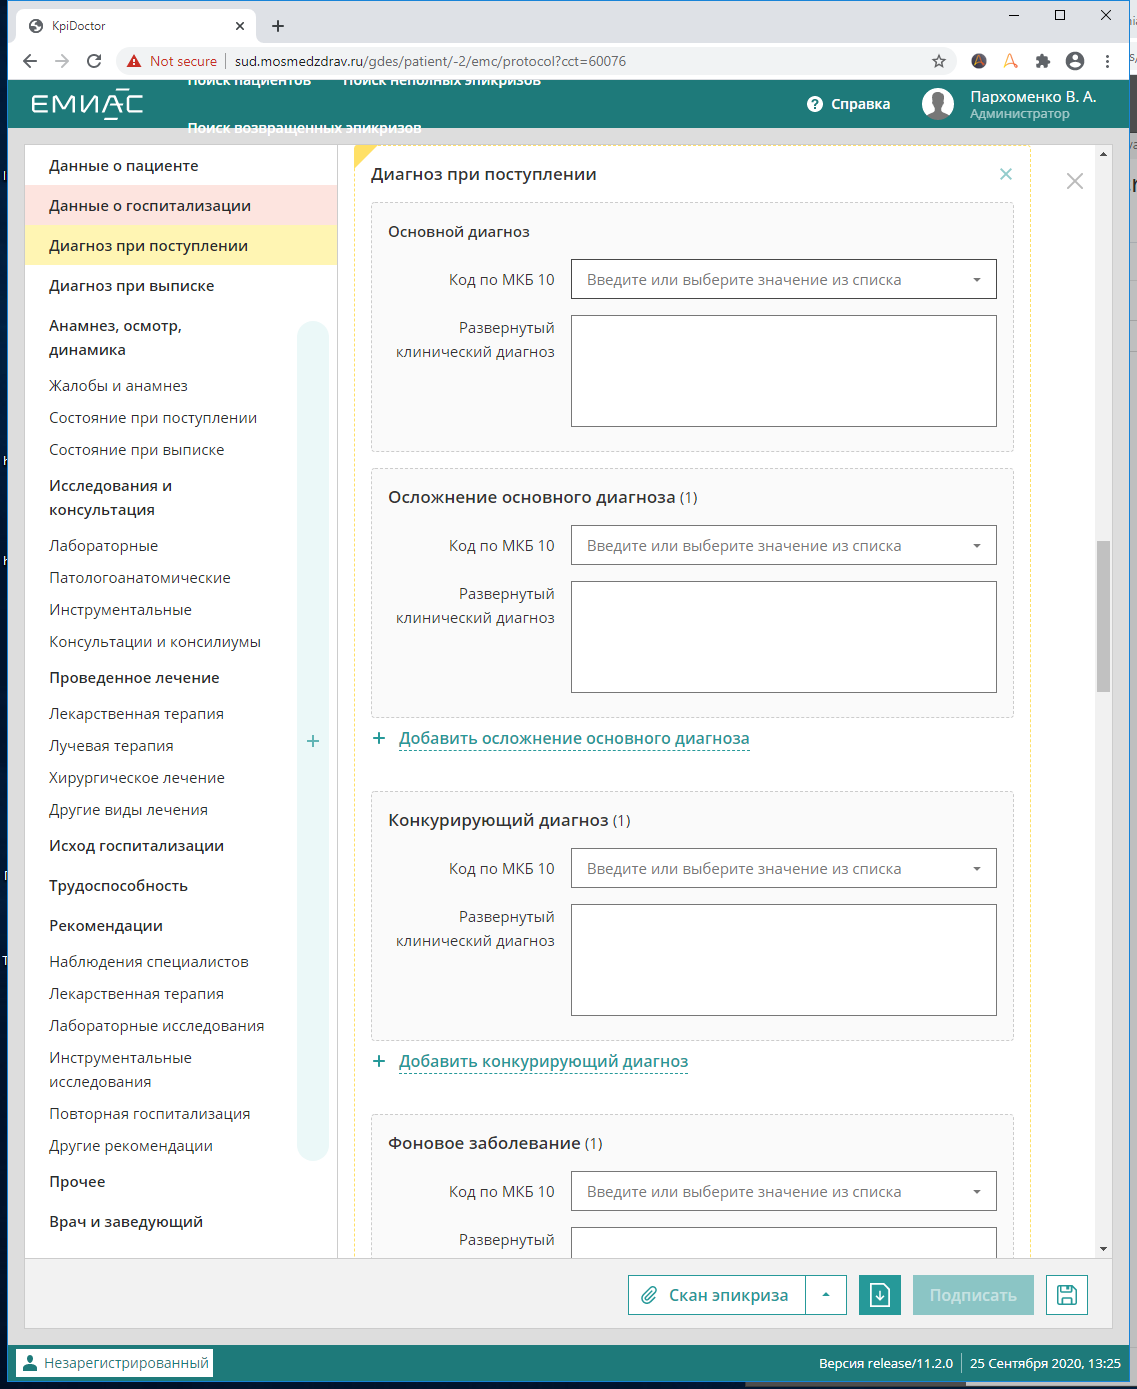 KpiDoctor
Not secure
sud.mosmedzdrav.ru/gdes/patient/-2/emc/protocol?cct=60076
ЕМИАС
Поиск пациентов
Поиск неполных эпикризов
Поиск возвращенных эпикризов
Справка
Пархоменко В. А.
Администратор
Данные о пациенте
Данные о госпитализации
Диагноз при поступлении
Диагноз при выписке
Анамнез, осмотр,
динамика
Жалобы и анамнез
Состояние при поступлении
Состояние при выписке
Исследования и
консультация
Лабораторные
Патологоанатомические
Инструментальные
Консультации и консилиумы
Проведенное лечение
Лекарственная терапия
Лучевая терапия
Хирургическое лечение
Другие виды лечения
Исход госпитализации
Трудоспособность
Рекомендации
Наблюдения специалистов
Лекарственная терапия
Лабораторные исследования
Инструментальные
исследования
Повторная госпитализация
Другие рекомендации
Прочее
Врач и заведующий
Диагноз при поступлении
Основной диагноз
Код по МКБ 10
Введите или выберите значение из списка
Развернутый
клинический диагноз
Осложнение основного диагноза (1)
Код по МКБ 10
Введите или выберите значение из списка
Развернутый
клинический диагноз
+ Добавить осложнение основного диагноза
Конкурирующий диагноз (1)
Код по МКБ 10
Введите или выберите значение из списка
Развернутый
клинический диагноз
+ Добавить конкурирующий диагноз
Фоновое заболевание (1)
Код по МКБ 10
Введите или выберите значение из списка
Развернутый
Скан эпикриза
Подписать
Незарегистрированный
Версия release/11.2.0
25 Сентября 2020, 13:25